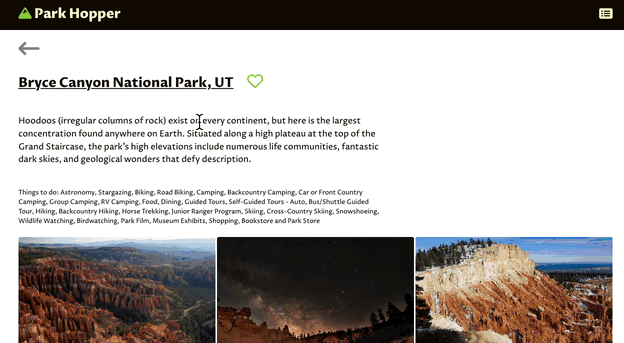 Park Hopper
Bryce Canyon National Park, UT
Hoodoos (irregular columns of rock) exist on every continent, but here is the largest
concentration found anywhere on Earth. Situated along a high plateau at the top of the
Grand Staircase, the park's high elevations include numerous life communities, fantastic
dark skies, and geological wonders that defy description.
Things to do: Astronomy, Stargazing, Biking, Road Biking, Camping, Backcountry Camping, Car or Front Country
Camping, Group Camping, RV Camping, Food, Dining, Guided Tours, Self-Guided Tours - Auto, Bus/Shuttle Guided
Tour, Hiking, Backcountry Hiking, Horse Trekking, Junior Ranger Program, Skiing, Cross-Country Skiing, Snowshoeing,
Wildlife Watching, Birdwatching, Park Film, Museum Exhibits, Shopping, Bookstore and Park Store